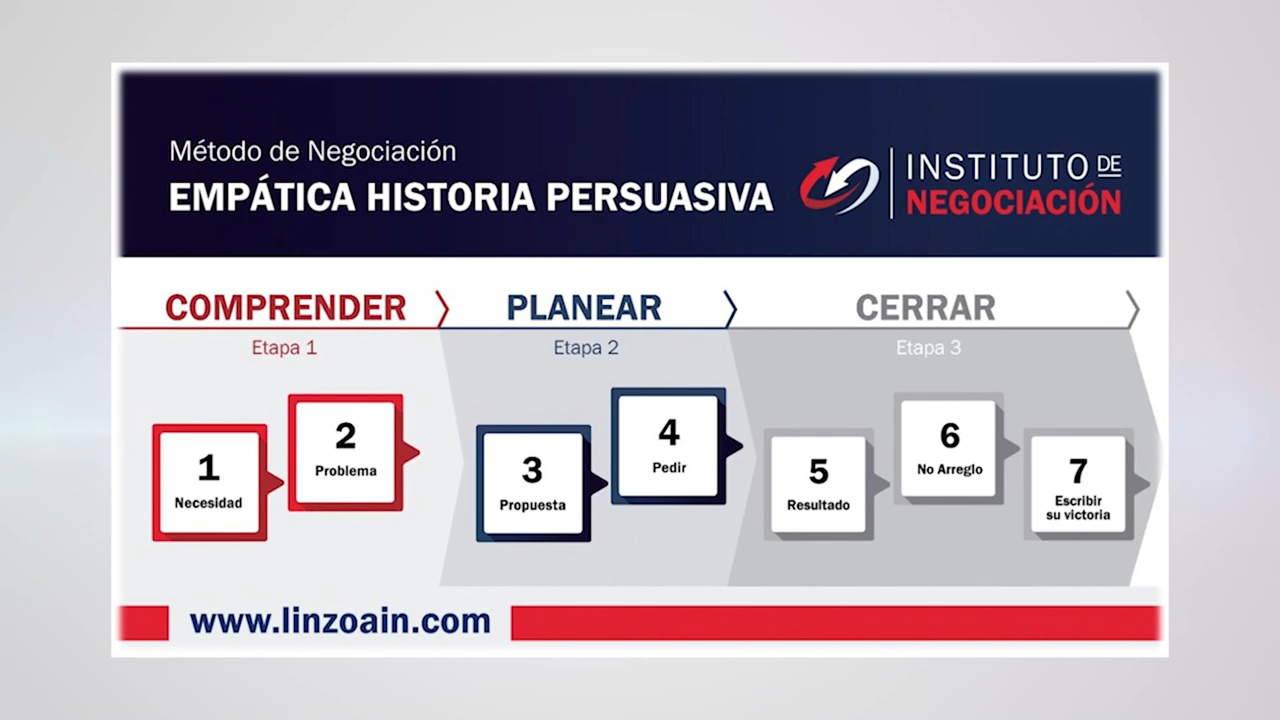 Método de Negociación
EMPÁTICA HISTORIA PERSUASIVA
INSTITUTO DE
NEGOCIACIÓN
COMPRENDER
Etapa 1
PLANEAR
Etapa 2
CERRAR
Etapa 3
1
Necesidad
2
Problema
3
Propuesta
4
Pedir
5
Resultado
6
No Arreglo
7
Escribir
su victoria
www.linzoain.com